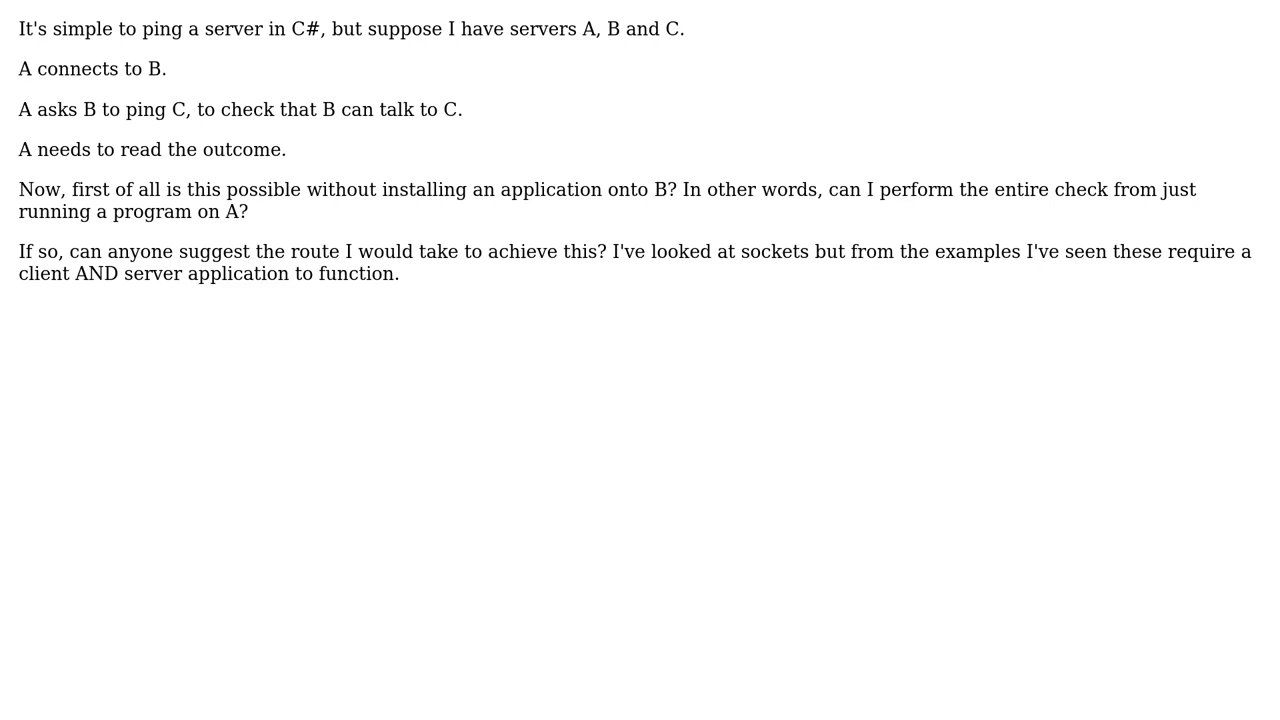 It's simple to ping a server in C#, but suppose I have servers A, B and C.
A connects to B.
A asks B to ping C, to check that B can talk to C.
A needs to read the outcome.
Now, first of all is this possible without installing an application onto B? In other words, can I perform the entire check from just
running a program on A?
If so, can anyone suggest the route I would take to achieve this? I've looked at sockets but from the examples I've seen these require a
client AND server application to function.